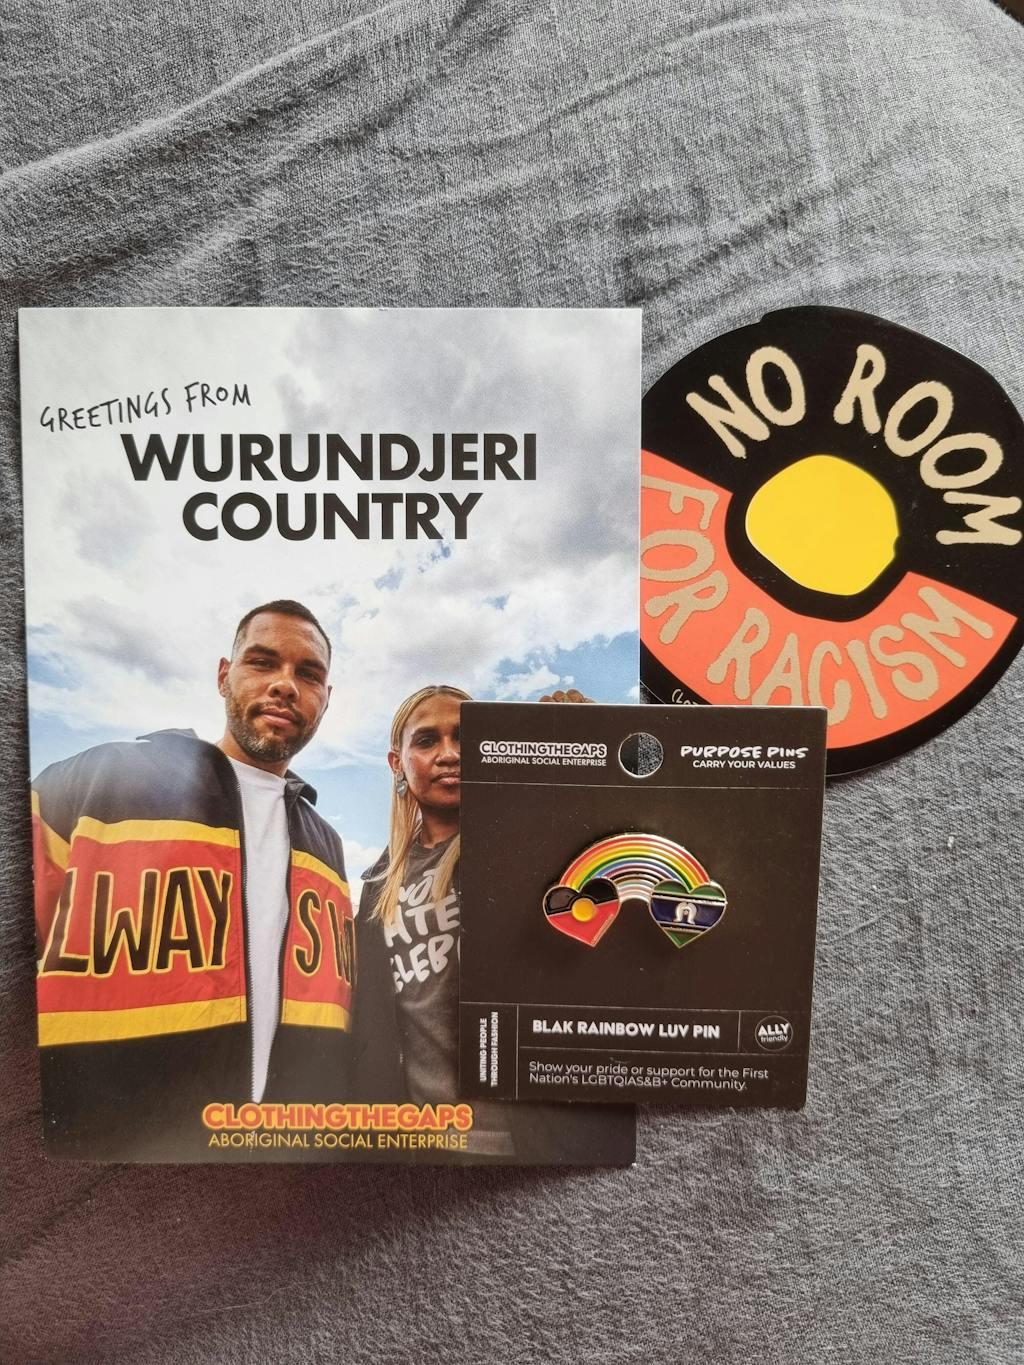 GREETINGS FROM
WURUNDJERI
COUNTRY
LWAY S
CLOTHINGTHEGAPS
ABORIGINAL SOCIAL ENTERPRISE
NO ROOM
FOR RACISM
CLOTHINGTHEGAPS
ABORIGINAL SOCIAL ENTERPRISE
PURPOSE PINS
CARRY YOUR VALUES
UNITING PEOPLE
THROUGH FASHION
BLAK RAINBOW LUV PIN
ALLY
friendly
Show your pride or support for the First
Nation's LGBTQIAS&B+ Community.